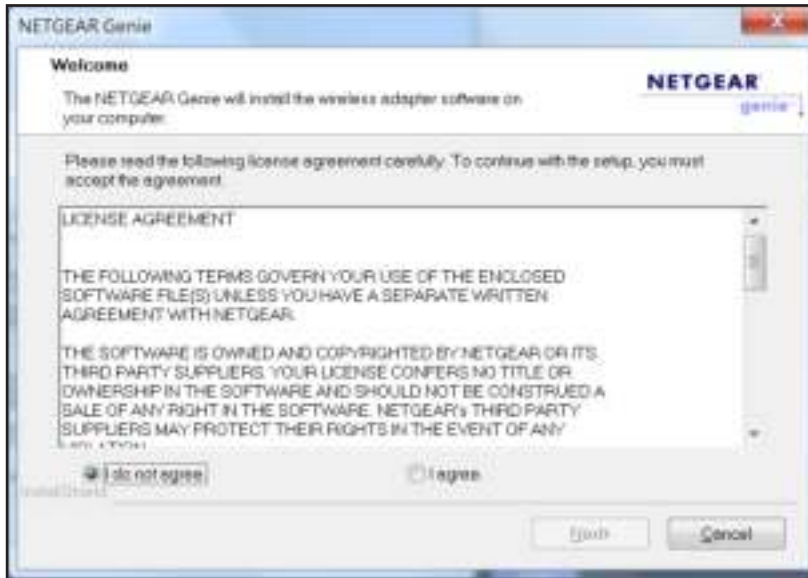 NETGEAR Genie
Welcome
The NETGEAR Genie will install the wireless adapter software on
your computer.
NETGEAR
genie
Please read the following license agreement carefully. To continue with the setup, you must
accept the agreement.
LICENSE AGREEMENT
THE FOLLOWING TERMS GOVERN YOUR USE OF THE ENCLOSED
SOFTWARE FILE(S) UNLESS YOU HAVE A SEPARATE WRITTEN
AGREEMENT WITH NETGEAR.
THE SOFTWARE IS OWNED AND COPYRIGHTED BY NETGEAR OR ITS
THIRD PARTY SUPPLIERS. YOUR LICENSE CONFERS NO TITLE OR
OWNERSHIP IN THE SOFTWARE AND SHOULD NOT BE CONSTRUED A
SALE OF ANY RIGHT IN THE SOFTWARE. NETGEAR's THIRD PARTY
SUPPLIERS MAY PROTECT THEIR RIGHTS IN THE EVENT OF ANY
I do not agree
I agree
InstallShield
Next>
Cancel